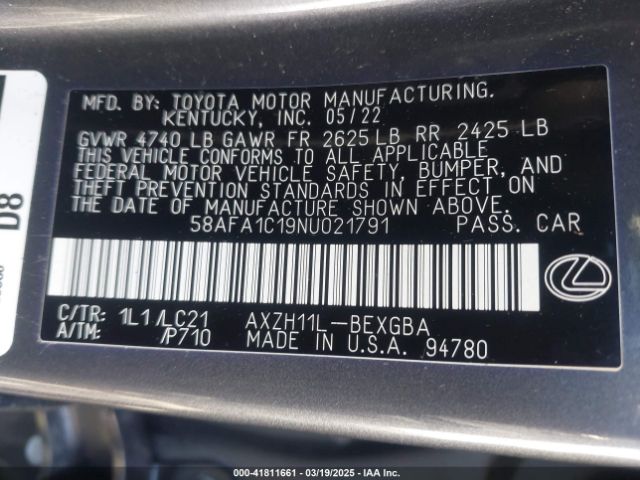 MFD. BY: TOYOTA MOTOR MANUFACTURING.
KENTUCKY, INC. 05/22
GVWR 4740 LB GAWR FR 2625 LB RR 2425 LB
THIS VEHICLE CONFORMS TO ALL APPLICABLE
FEDERAL MOTOR VEHICLE SAFETY, BUMPER, AND
THEFT PREVENTION STANDARDS IN EFFECT ON
THE DATE OF MANUFACTURE SHOWN ABOVE.
58AFA1C19NU021791 PASS. CAR
C/TR: 1L1/LC21 AXZH11L-BEXGBA
A/TM: /P710 MADE IN U.S.A. 94780
D8
000-41811661 - 03/19/2025 - IAA